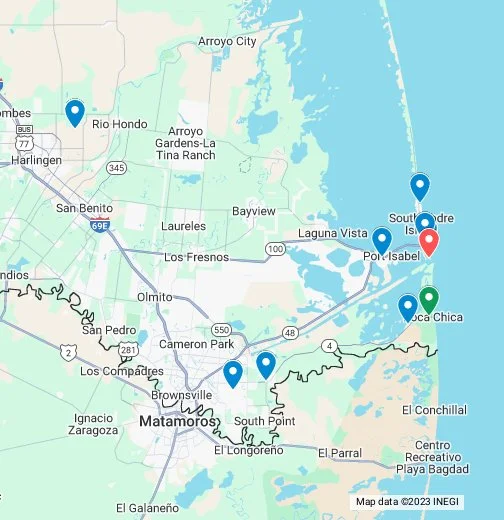 Arroyo City
ombes
Rio Hondo
BUS
77
Harlingen
Arroyo
Gardens-La
Tina Ranch
345
San Benito
69E
Bayview
South Padre
Laureles
Laguna Vista
Los Fresnos
100
Port Isabel
ndios
Olmito
oca Chica
San Pedro
550
48
2
281
Cameron Park
4
Los Compadres
Brownsville
Ignacio
Zaragoza
Matamoros
South Point
El Conchillal
El Longoreño
El Parral
Centro
Recreativo
Playa Bagdad
El Galaneño
Map data ©2023 INEGI